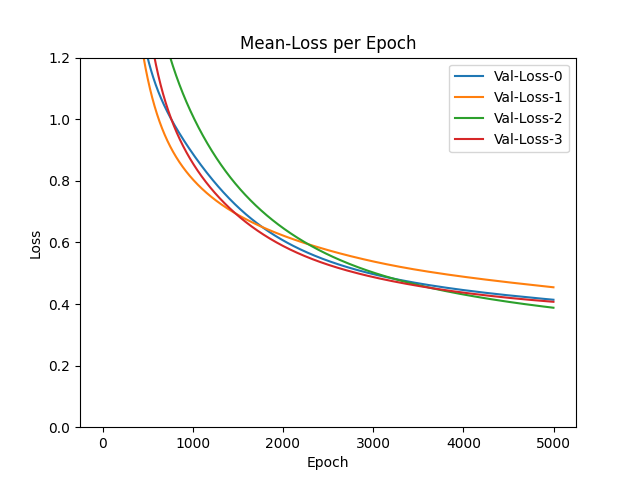 Mean-Loss per Epoch
1.2
1.0
0.8
0.6
0.4
0.2
0.0
Loss
Val-Loss-0
Val-Loss-1
Val-Loss-2
Val-Loss-3
0 1000 2000 3000 4000 5000
Epoch